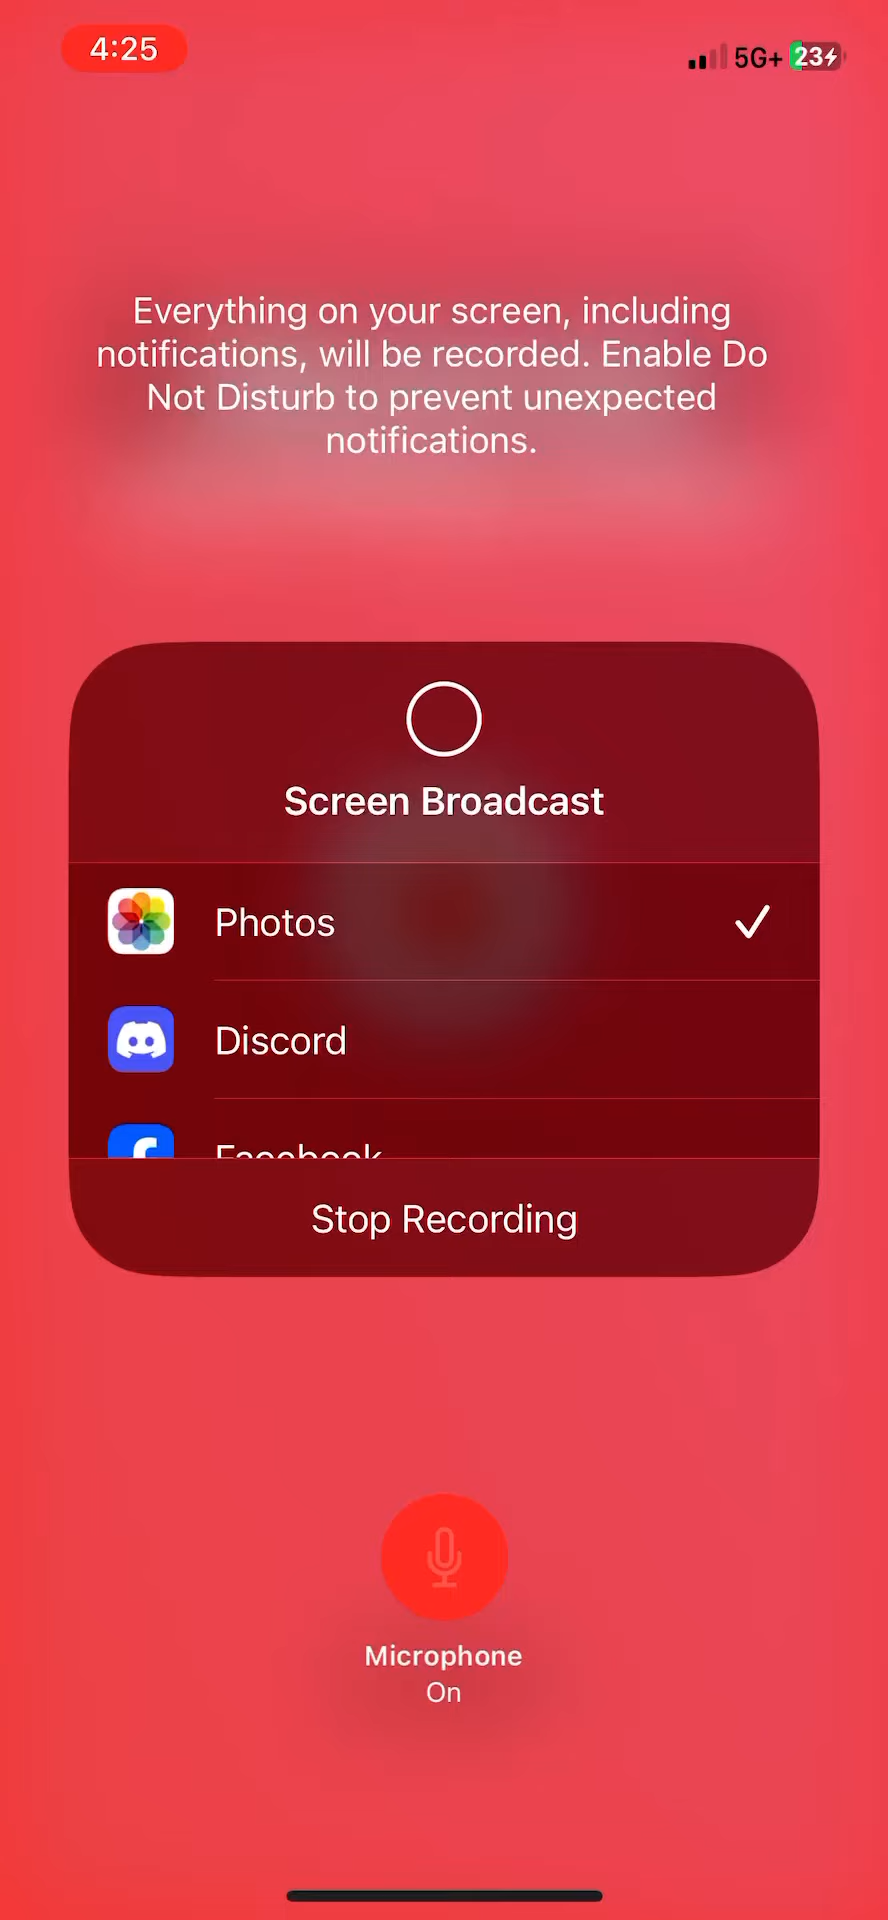 4:25
5G+ 23
Everything on your screen, including
notifications, will be recorded. Enable Do
Not Disturb to prevent unexpected
notifications.
Screen Broadcast
Photos
Discord
Facebook
Stop Recording
Microphone
On